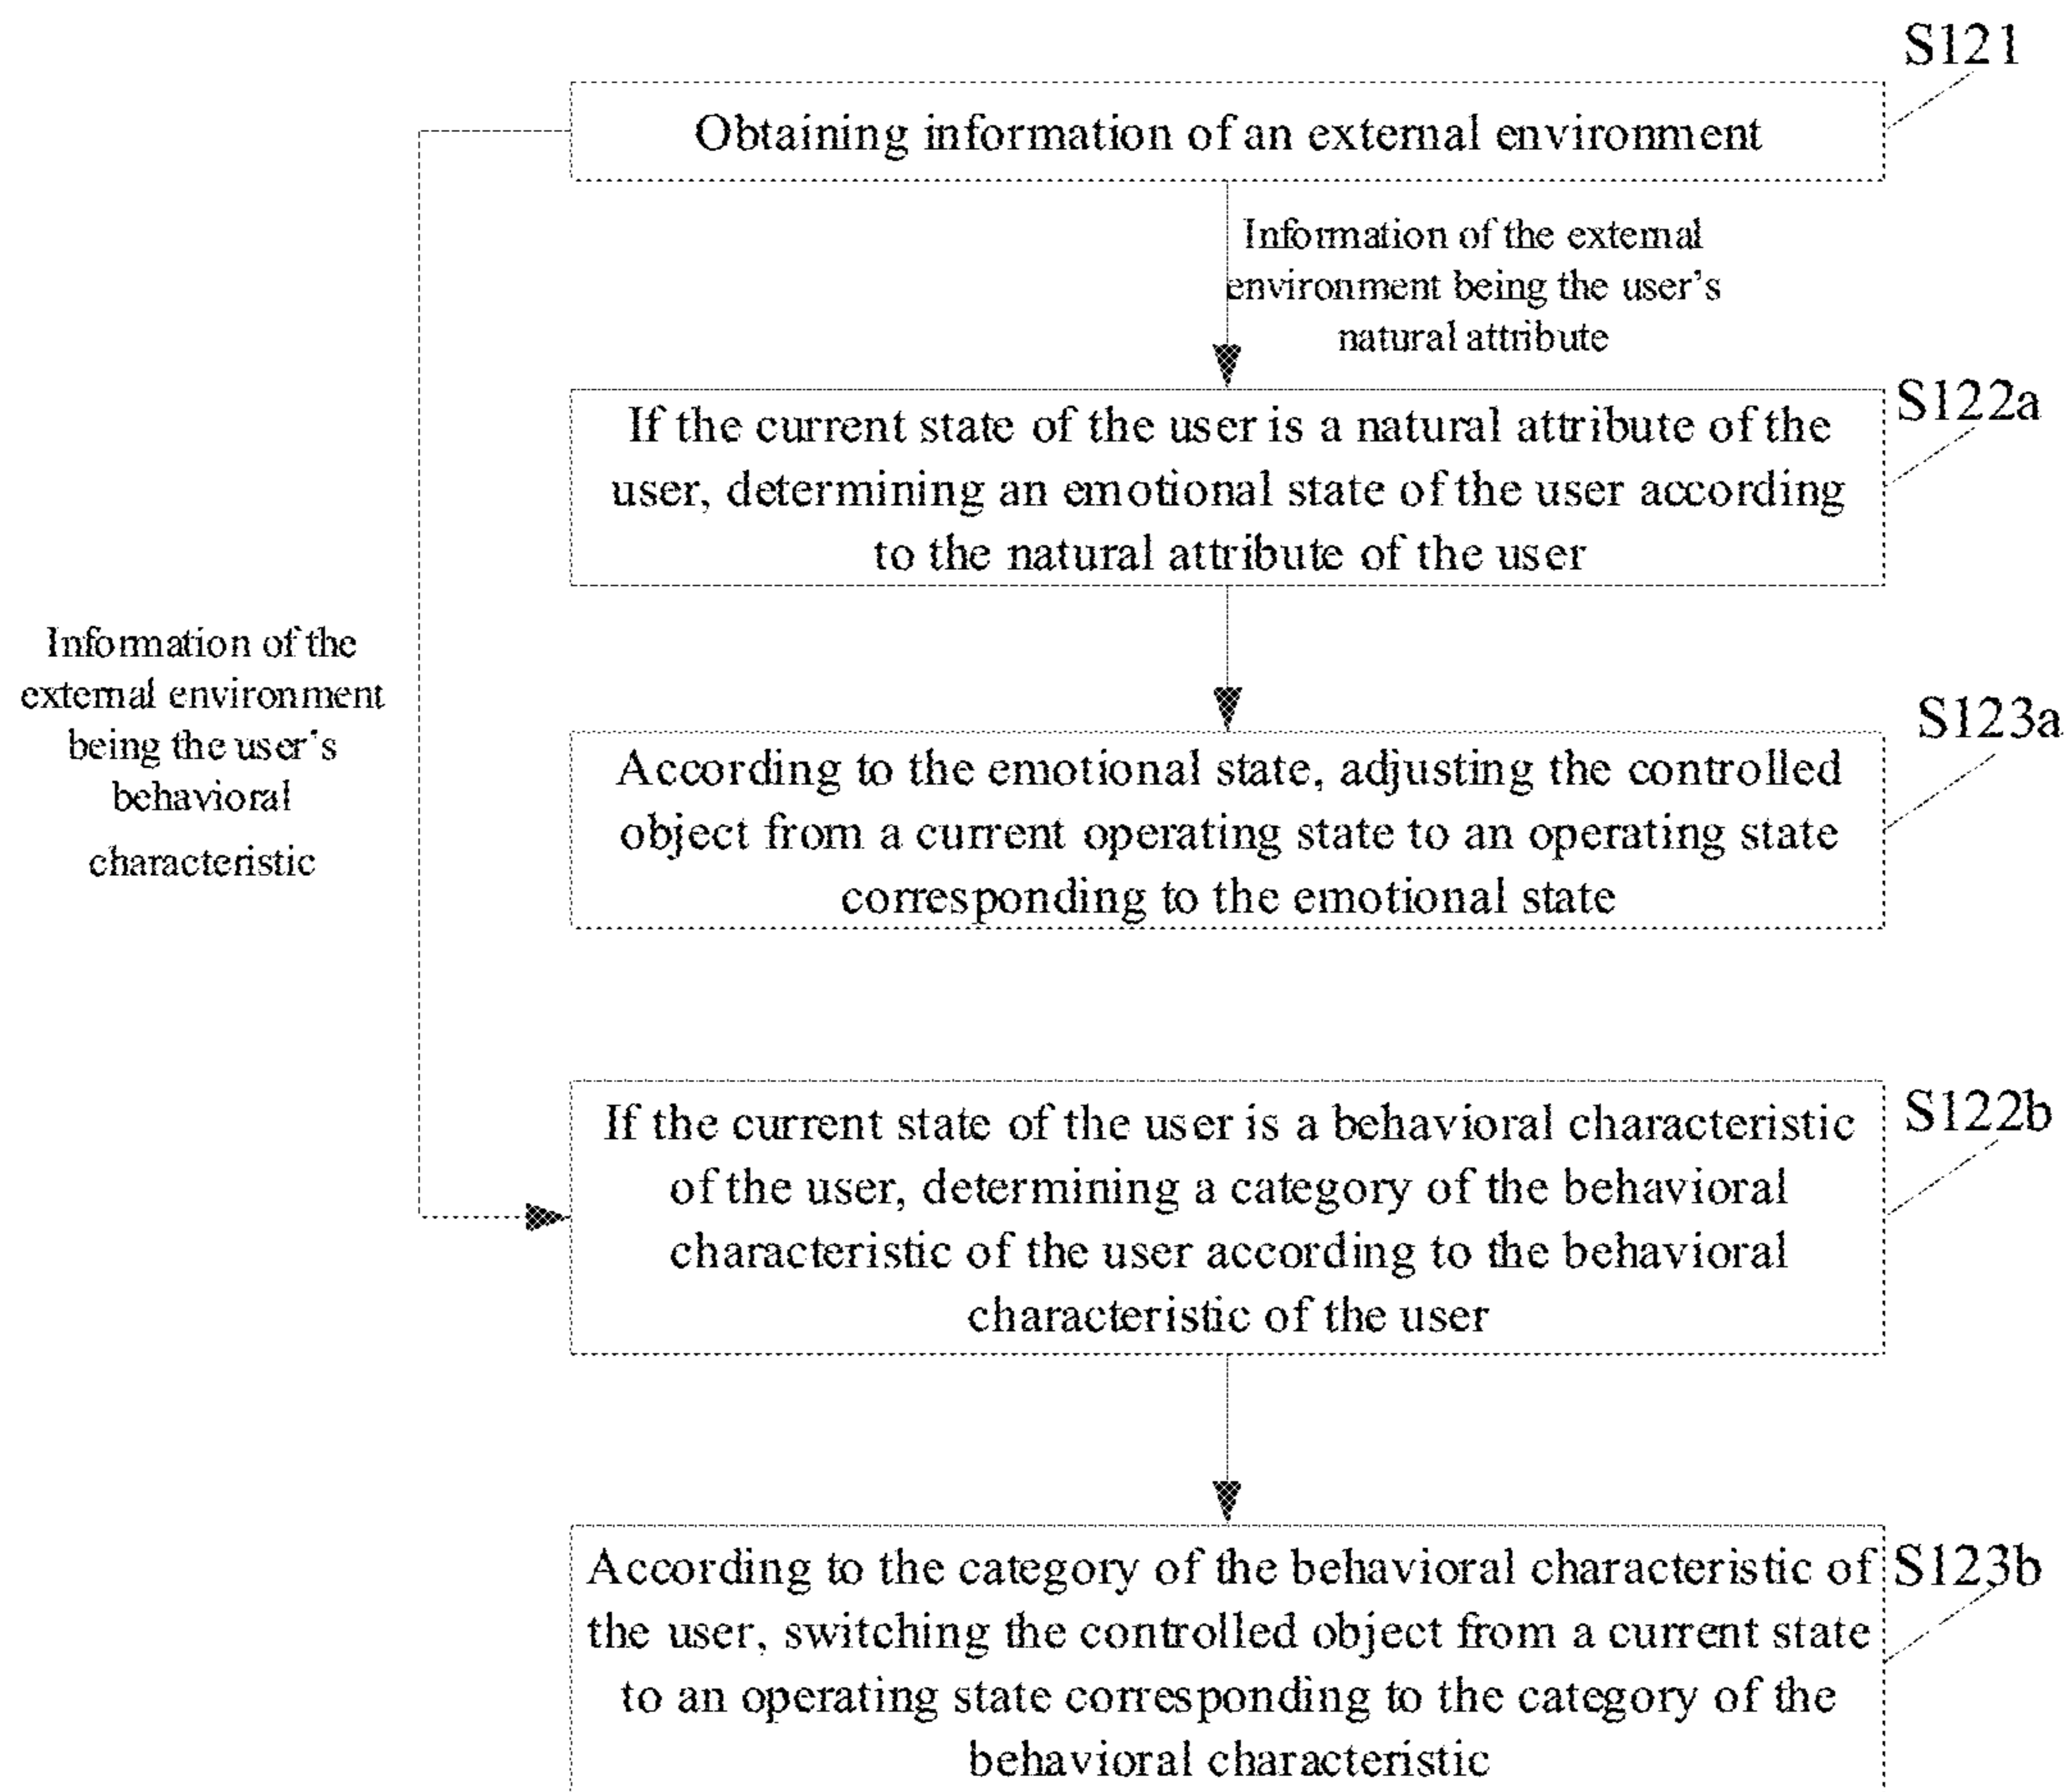 S121
Obtaining information of an external environment
Information of the external
environment being the user's
natural attribute
S122a
If the current state of the user is a natural attribute of the
user, determining an emotional state of the user according
to the natural attribute of the user
Information of the
external environment
being the user's
behavioral
characteristic
S123a
According to the emotional state, adjusting the controlled
object from a current operating state to an operating state
corresponding to the emotional state
S122b
If the current state of the user is a behavioral characteristic
of the user, determining a category of the behavioral
characteristic of the user according to the behavioral
characteristic of the user
S123b
According to the category of the behavioral characteristic of
the user, switching the controlled object from a current state
to an operating state corresponding to the category of the
behavioral characteristic